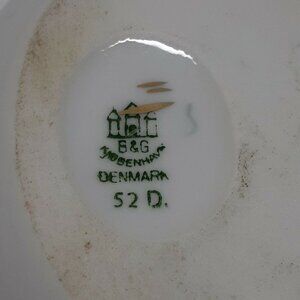 B&G
KJØBENHAVN
DENMARK
52 D.